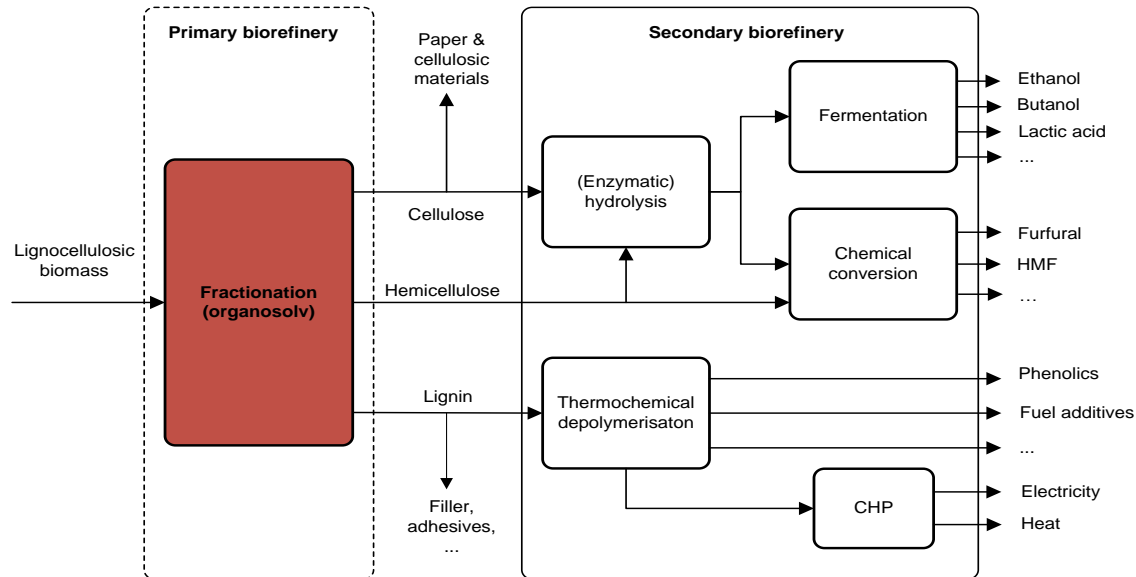 Primary biorefinery
Paper &
cellulosic
materials
Secondary biorefinery
Lignocellulosic
biomass
Fractionation
(organosolv)
Cellulose
Hemicellulose
Lignin
Filler,
adhesives,
...
(Enzymatic)
hydrolysis
Fermentation
Ethanol
Butanol
Lactic acid
...
Chemical
conversion
Furfural
HMF
...
Thermochemical
depolymerisaton
Phenolics
Fuel additives
...
CHP
Electricity
Heat